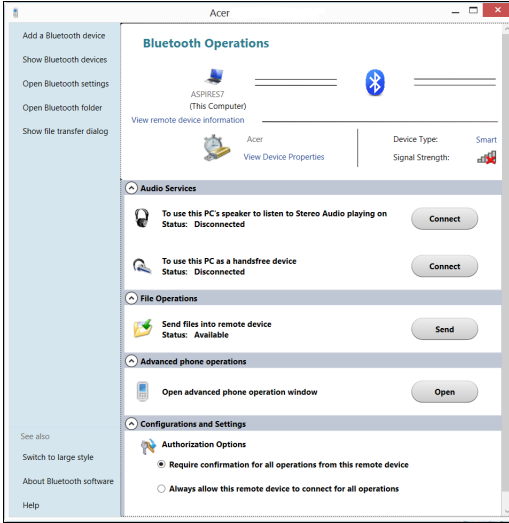 Acer
Add a Bluetooth device
Show Bluetooth devices
Open Bluetooth settings
Open Bluetooth folder
Show file transfer dialog
See also
Switch to large style
About Bluetooth software
Help
Bluetooth Operations
ASPIRES7
(This Computer)
View remote device information
Acer
View Device Properties
Device Type: Smart
Signal Strength:
Audio Services
To use this PC's speaker to listen to Stereo Audio playing on
Status: Disconnected
Connect
To use this PC as a handsfree device
Status: Disconnected
Connect
File Operations
Send files into remote device
Status: Available
Send
Advanced phone operations
Open advanced phone operation window
Open
Configurations and Settings
Authorization Options
Require confirmation for all operations from this remote device
Always allow this remote device to connect for all operations